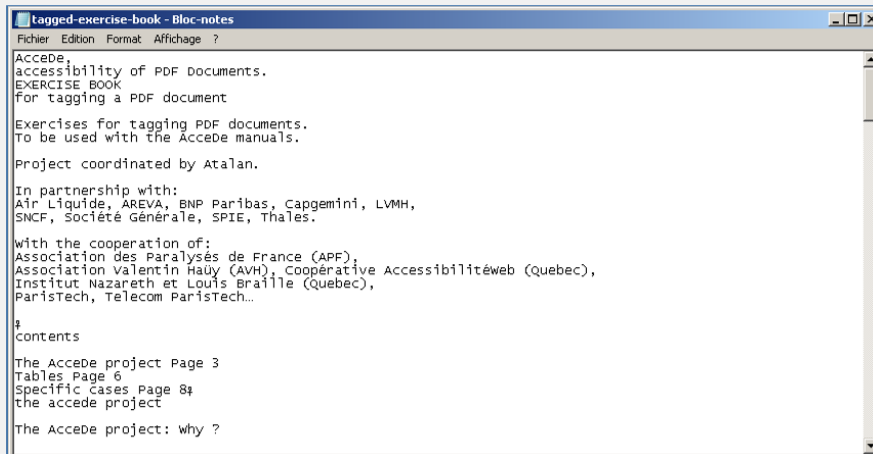 tagged-exercise-book - Bloc-notes
Fichier Edition Format Affichage ?
AcceDe,
accessibility of PDF Documents.
EXERCISE BOOK
for tagging a PDF document
Exercises for tagging PDF documents.
To be used with the AcceDe manuals.
Project coordinated by Atalan.
In partnership with:
Air Liquide, AREVA, BNP Paribas, Capgemini, LVMH,
SNCF, Société Générale, SPIE, Thales.
With the cooperation of:
Association des Paralysés de France (APF),
Association Valentin Haüy (AVH), Coopérative AccessibilitéWeb (Quebec),
Institut Nazareth et Louis Braille (Quebec),
ParisTech, Telecom ParisTech…
contents
The AcceDe project Page 3
Tables Page 6
Specific cases Page 8
the accede project
The AcceDe project: Why ?